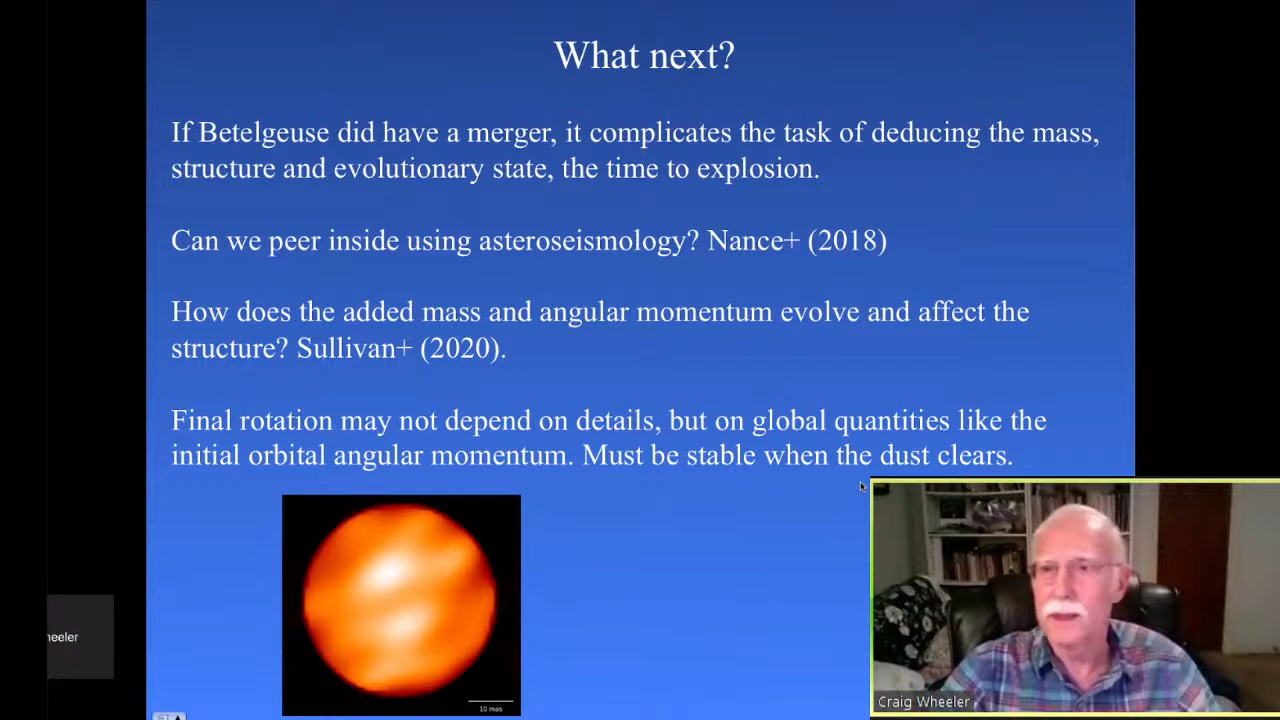 What next?
If Betelgeuse did have a merger, it complicates the task of deducing the mass,
structure and evolutionary state, the time to explosion.
Can we peer inside using asteroseismology? Nance+ (2018)
How does the added mass and angular momentum evolve and affect the
structure? Sullivan+ (2020).
Final rotation may not depend on details, but on global quantities like the
initial orbital angular momentum. Must be stable when the dust clears.
heeler
10 mas
Craig Wheeler